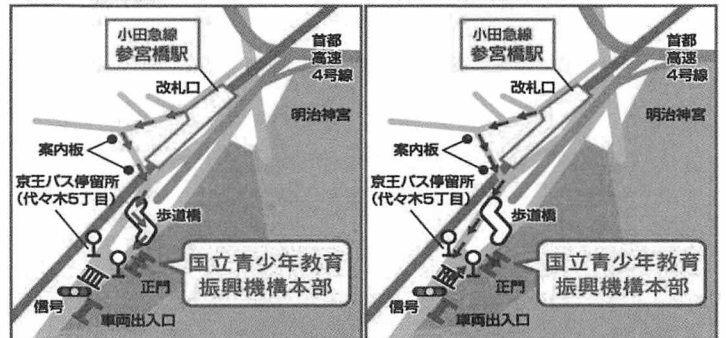 小田急線
参宮橋駅
首都
高速
4号線
改札口
明治神宮
案内板
京王バス停留所
(代々木5丁目)
歩道橋
国立青少年教育
振興機構本部
正門
信号
車両出入口
小田急線
参宮橋駅
首都
高速
4号線
改札口
明治神宮
案内板
京王バス停留所
(代々木5丁目)
歩道橋
国立青少年教育
振興機構本部
正門
信号
車両出入口